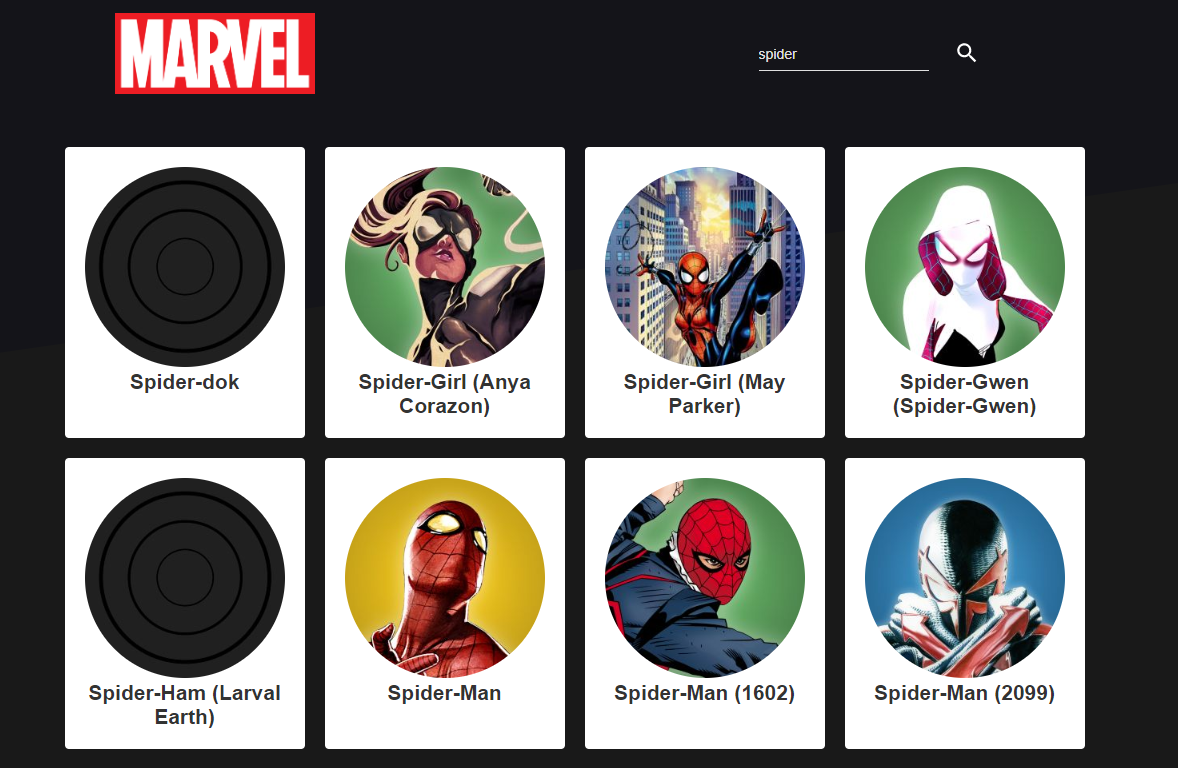 MARVEL
spider
Spider-dok
Spider-Girl (Anya
Corazon)
Spider-Girl (May
Parker)
Spider-Gwen
(Spider-Gwen)
Spider-Ham (Larval
Earth)
Spider-Man
Spider-Man (1602)
Spider-Man (2099)